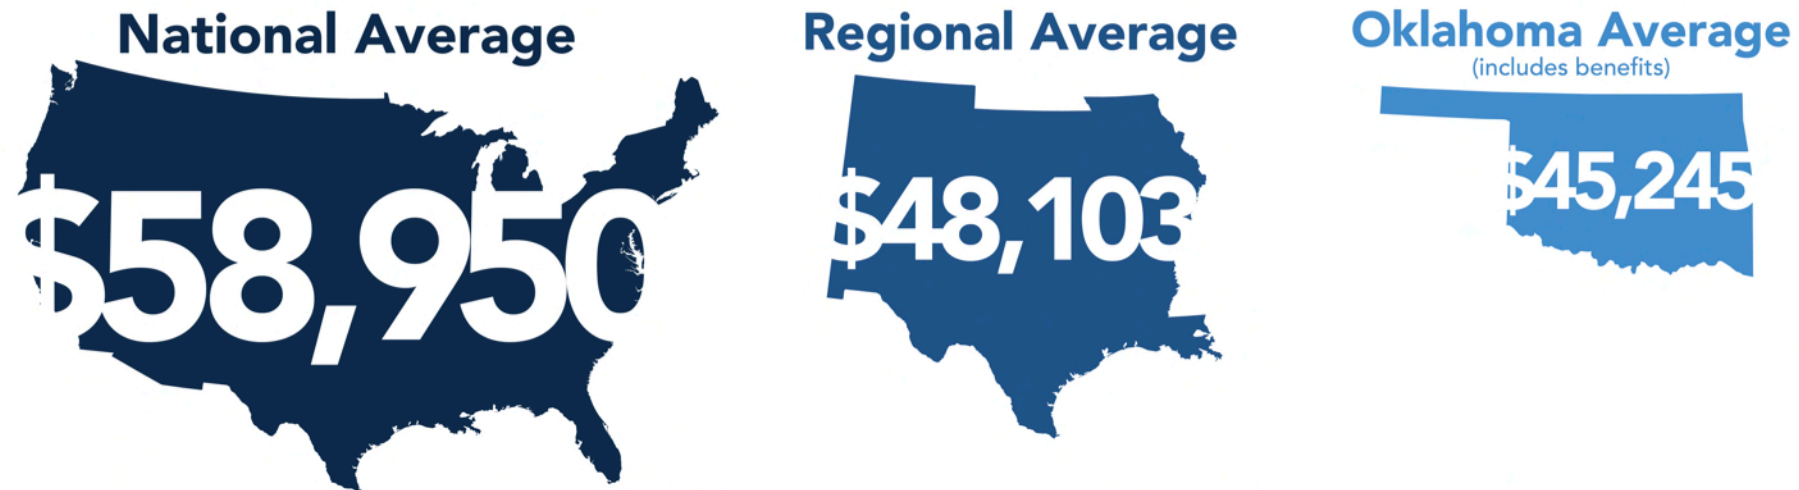 National Average
$58,950
Regional Average
$48,103
Oklahoma Average
(includes benefits)
$45,245